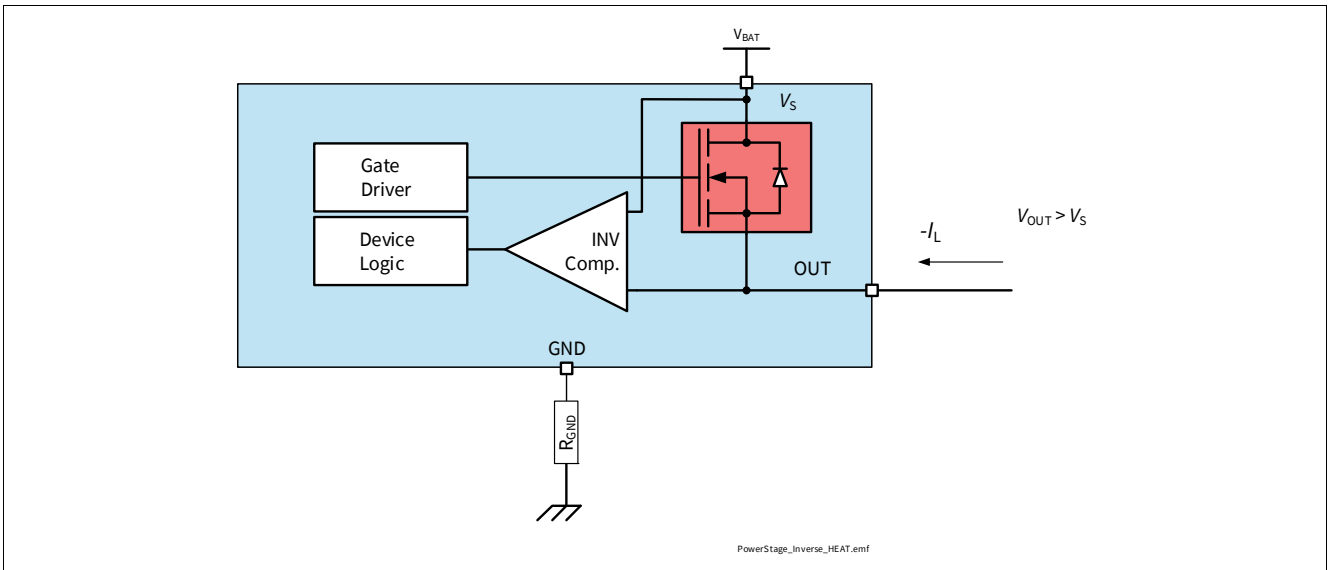 VBAT
VS
Gate
Driver
Device
Logic
INV
Comp.
OUT
-IL
VOUT > VS
GND
RGND
PowerStage_Inverse_HEAT.emf